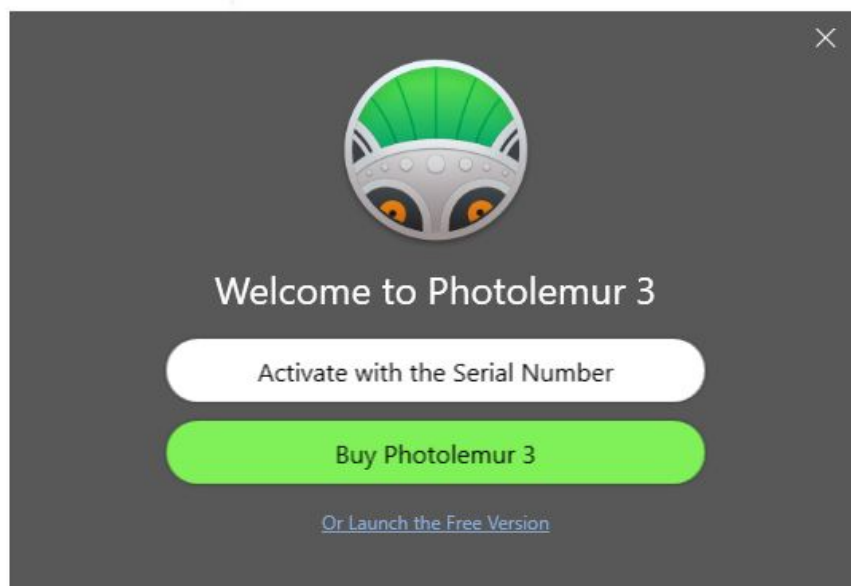 Welcome to Photolemur 3
Activate with the Serial Number
Buy Photolemur 3
Or Launch the Free Version